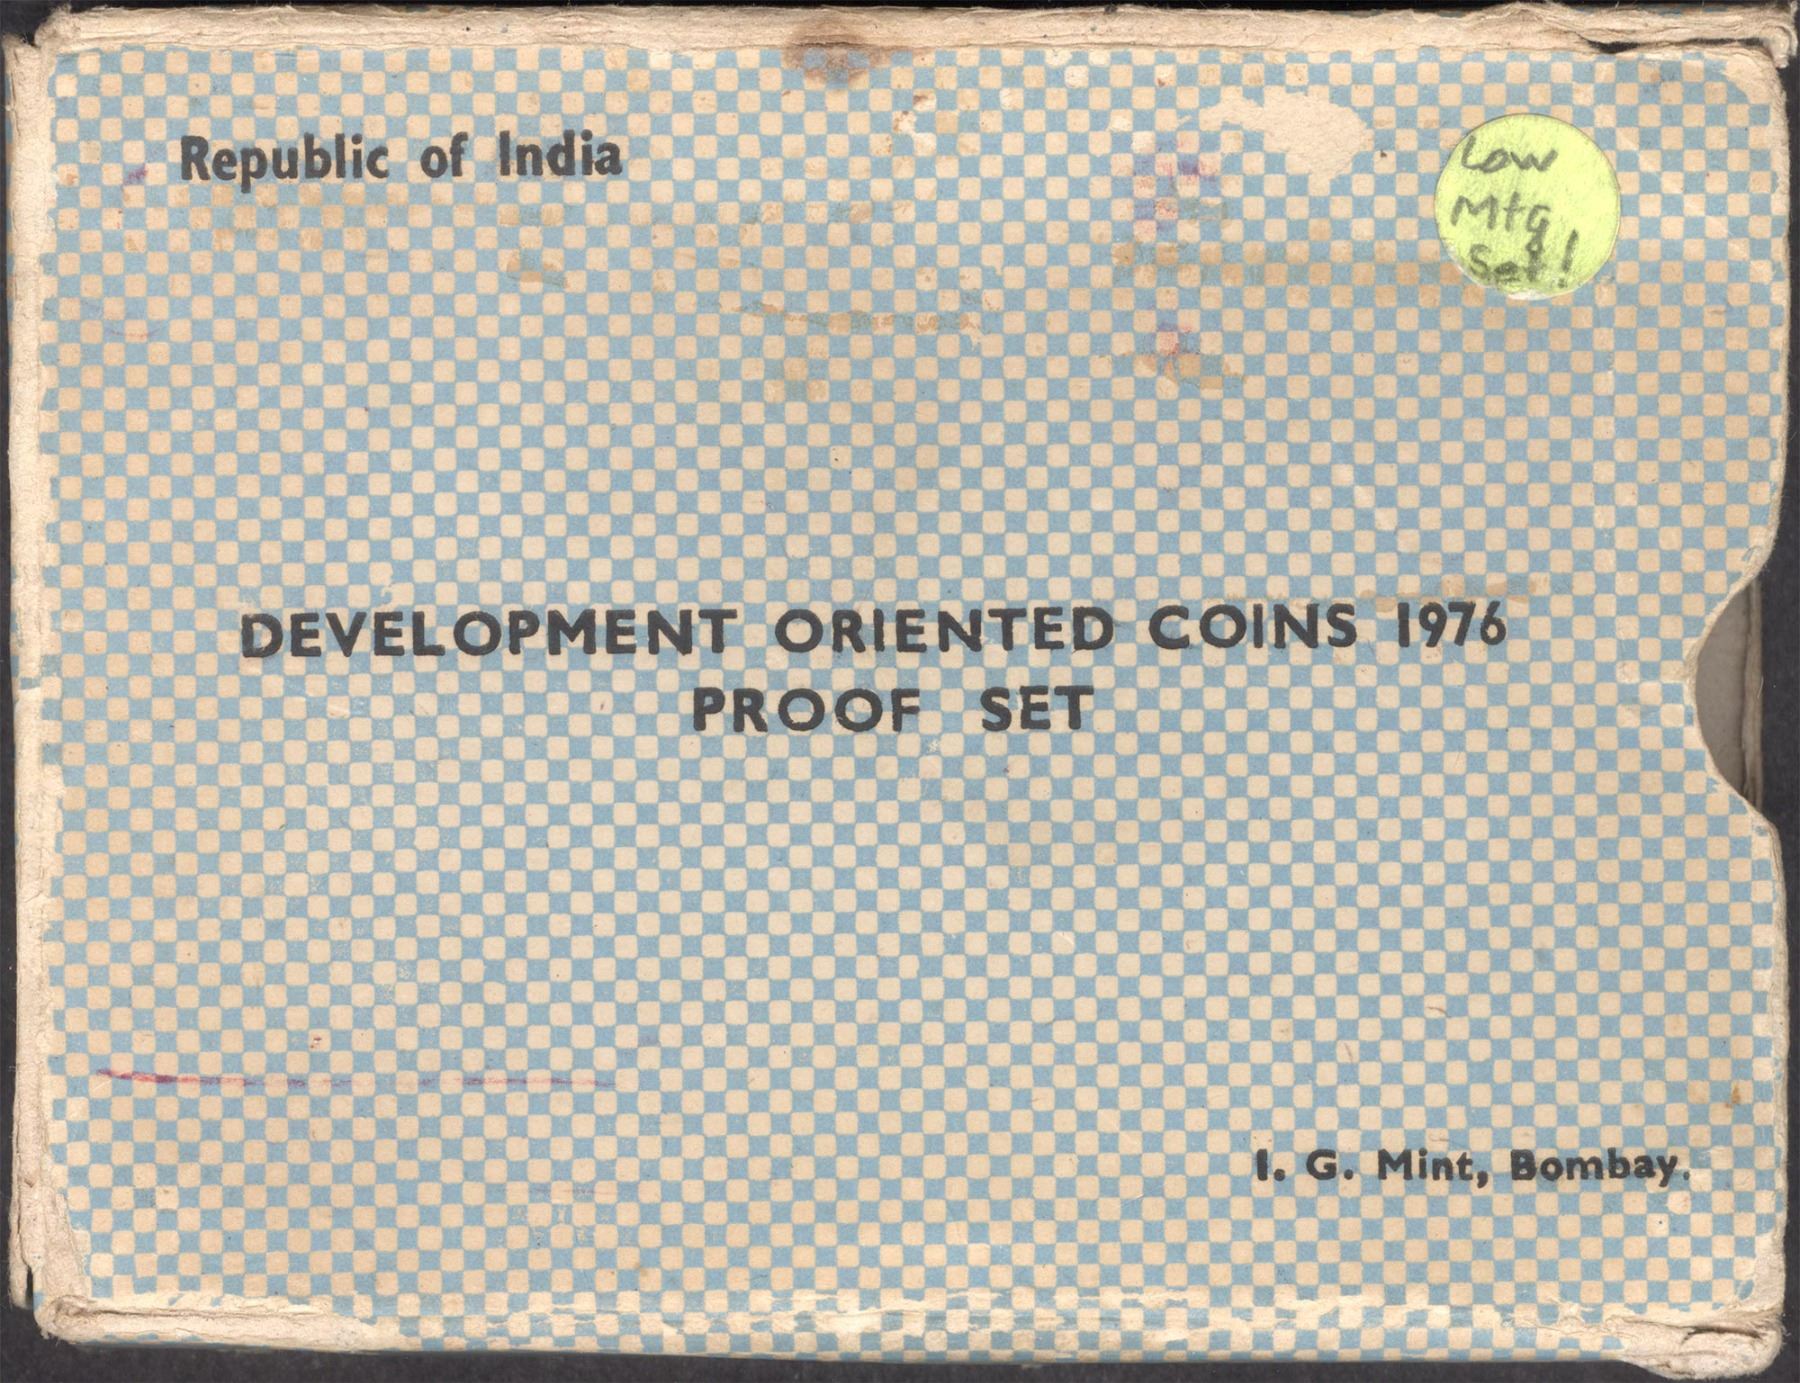 Republic of India
Low
Mtg
Set!
DEVELOPMENT ORIENTED COINS 1976
PROOF SET
I. G. Mint, Bombay.